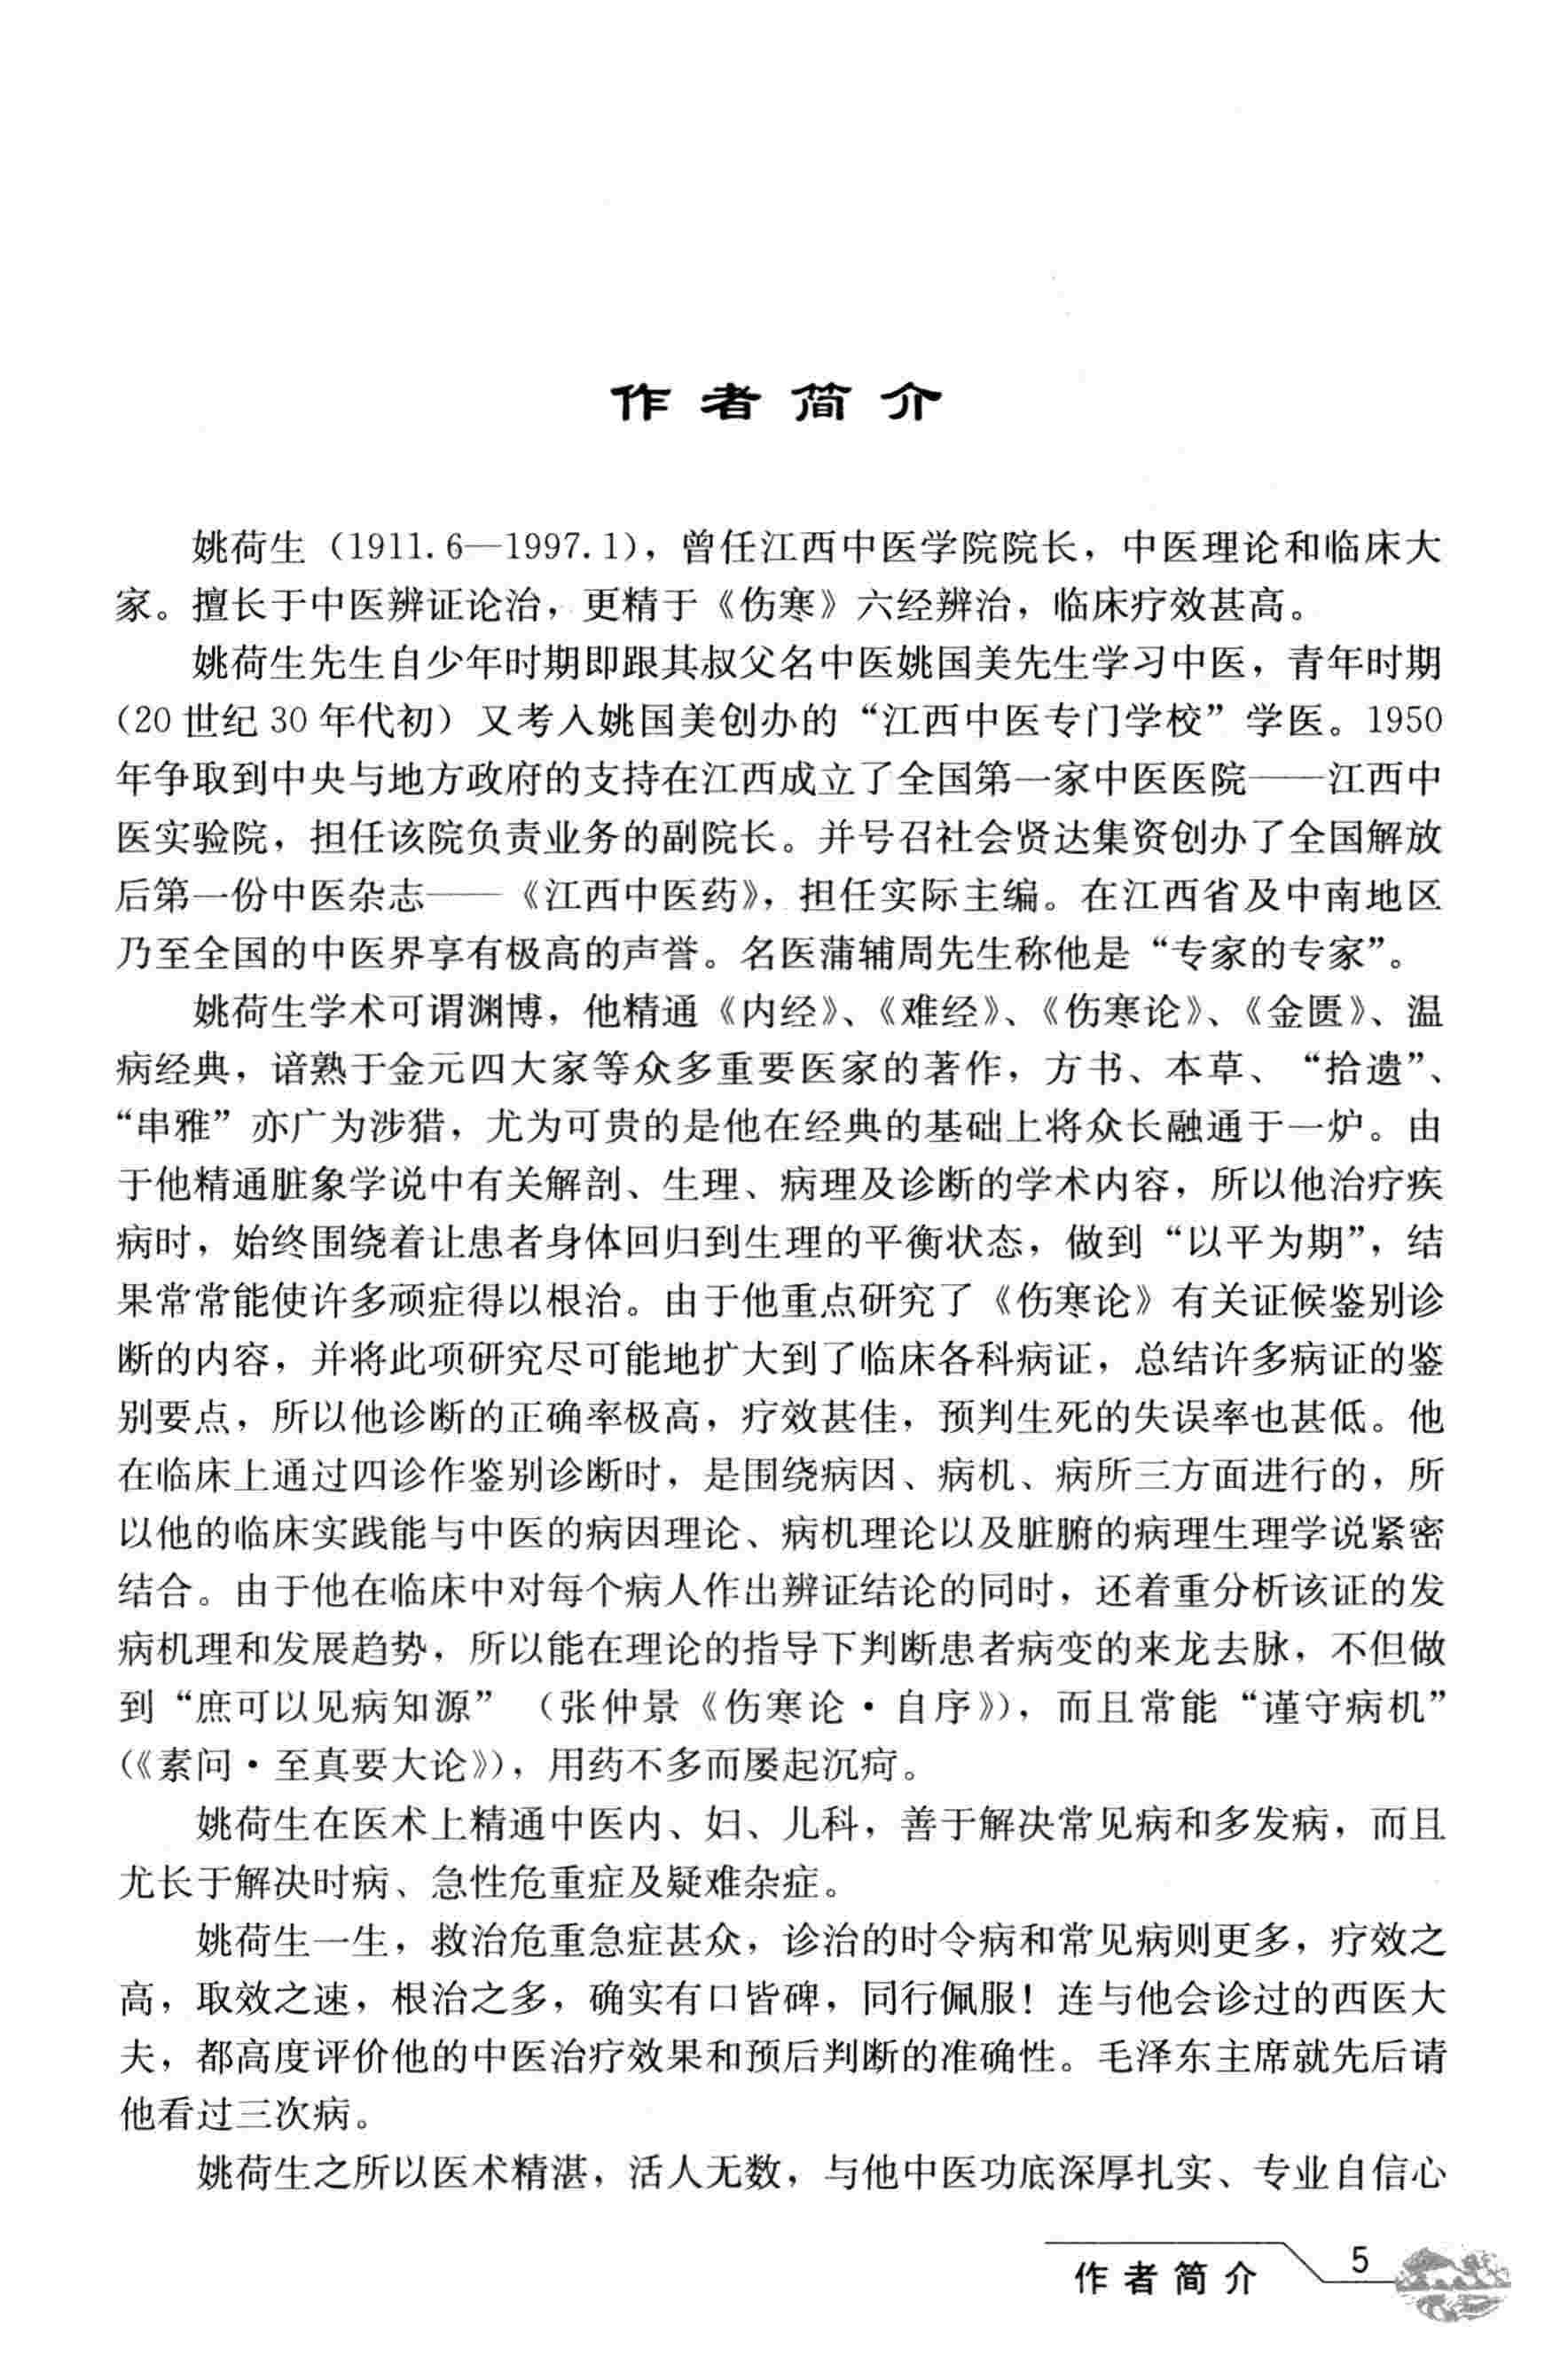 作者简介
姚荷生（1911.6—1997.1），曾任江西中医学院院长，中医理论和临床大
家。擅长于中医辨证论治，更精于《伤寒》六经辨治，临床疗效甚高。
姚荷生先生自少年时期即跟其叔父名中医姚国美先生学习中医，青年时期
（20世纪30年代初）又考入姚国美创办的“江西中医专门学校”学医。1950
年争取到中央与地方政府的支持在江西成立了全国第一家中医医院——江西中
医实验院，担任该院负责业务的副院长。并号召社会贤达集资创办了全国解放
后第一份中医杂志——《江西中医药》，担任实际主编。在江西省及中南地区
乃至全国的中医界享有极高的声誉。名医蒲辅周先生称他是“专家的专家”。
姚荷生学术可谓渊博，他精通《内经》、《难经》、《伤寒论》、《金匮》、温
病经典，谙熟于金元四大家等众多重要医家的著作，方书、本草、“拾遗”、
“串雅”亦广为涉猎，尤为可贵的是他在经典的基础上将众长融通于一炉。由
于他精通脏象学说中有关解剖、生理、病理及诊断的学术内容，所以他治疗疾
病时，始终围绕着让患者身体回归到生理的平衡状态，做到“以平为期”，结
果常常能使许多顽症得以根治。由于他重点研究了《伤寒论》有关证候鉴别诊
断的内容，并将此项研究尽可能地扩大到了临床各科病证，总结许多病证的鉴
别要点，所以他诊断的正确率极高，疗效甚佳，预判生死的失误率也甚低。他
在临床上通过四诊作鉴别诊断时，是围绕病因、病机、病所三方面进行的，所
以他的临床实践能与中医的病因理论、病机理论以及脏腑的病理生理学说紧密
结合。由于他在临床中对每个病人作出辨证结论的同时，还着重分析该证的发
病机理和发展趋势，所以能在理论的指导下判断患者病变的来龙去脉，不但做
到“庶可以见病知源”（张仲景《伤寒论·自序》），而且常能“谨守病机”
（《素问·至真要大论》），用药不多而屡起沉疴。
姚荷生在医术上精通中医内、妇、儿科，善于解决常见病和多发病，而且
尤长于解决时病、急性危重症及疑难杂症。
姚荷生一生，救治危重急症甚众，诊治的时令病和常见病则更多，疗效之
高，取效之速，根治之多，确实有口皆碑，同行佩服！连与他会诊过的西医大
夫，都高度评价他的中医治疗效果和预后判断的准确性。毛泽东主席就先后请
他看过三次病。
姚荷生之所以医术精湛，活人无数，与他中医功底深厚扎实、专业自信心
作者简介 5